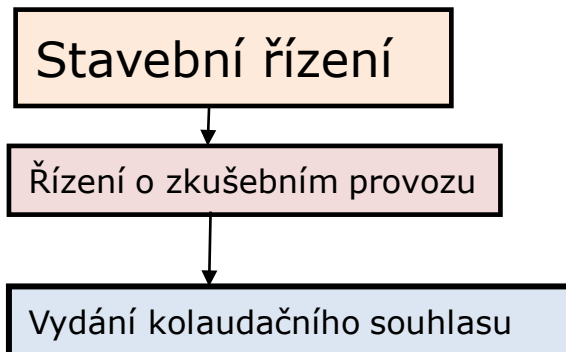 Stavební řízení
Řízení o zkušebním provozu
Vydání kolaudačního souhlasu